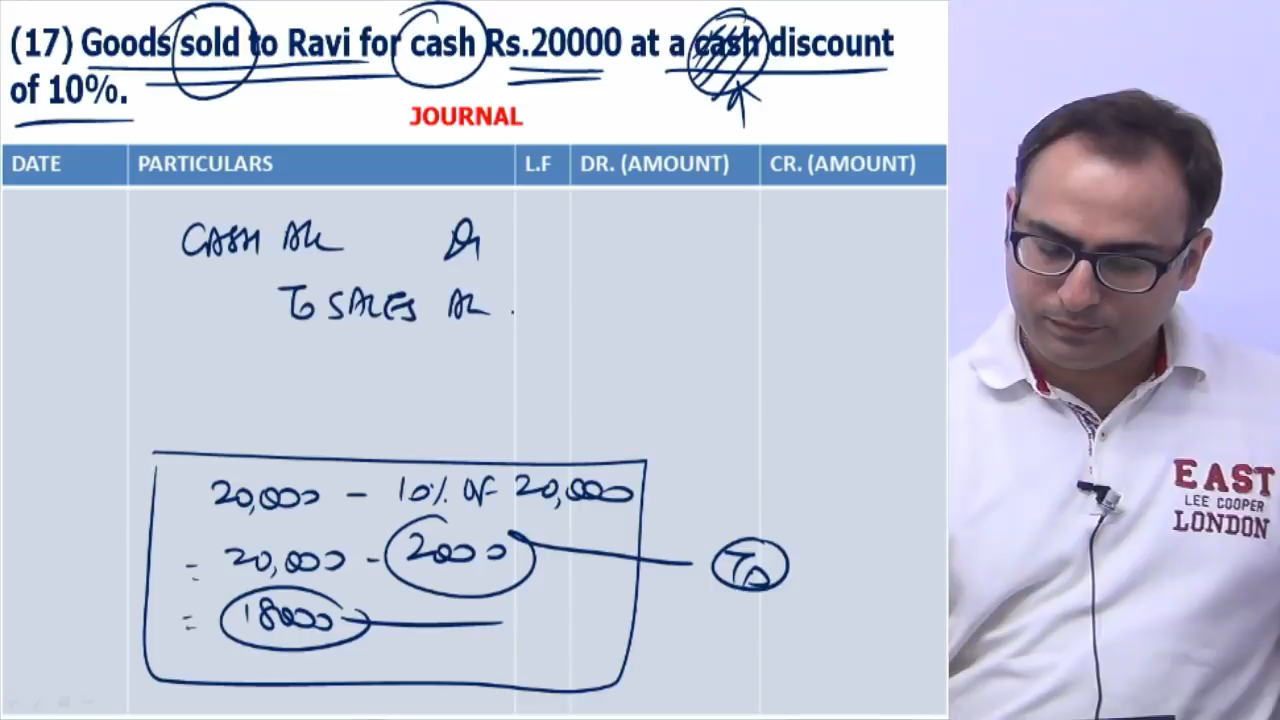 (17) Goods sold to Ravi for cash Rs.20000 at a cash discount
of 10%.
JOURNAL
DATE PARTICULARS L.F DR. (AMOUNT) CR. (AMOUNT)
CASH A/c Dr
To SALES A/c .
20,000 - 10% OF 20,000
= 20,000 - 2000 TD
= 18000
EAST
LEE COOPER
LONDON